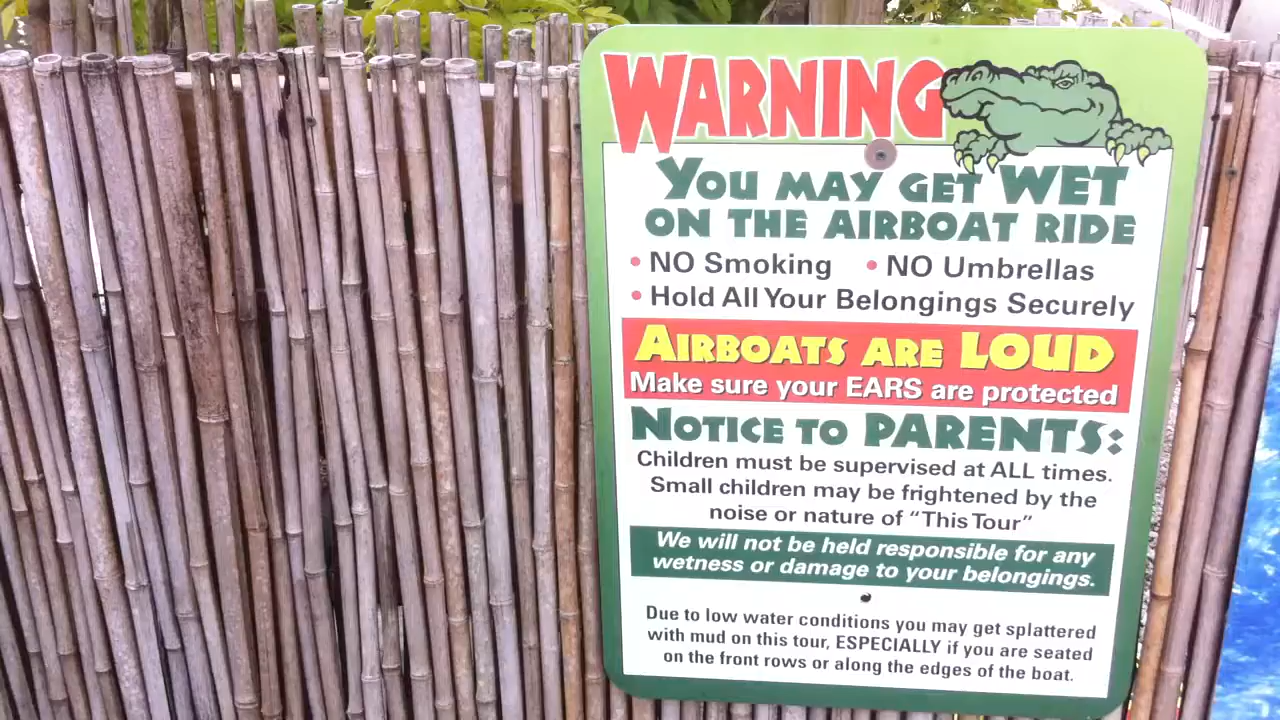 WARNING
YOU MAY GET WET
ON THE AIRBOAT RIDE
• NO Smoking • NO Umbrellas
• Hold All Your Belongings Securely
AIRBOATS ARE LOUD
Make sure your EARS are protected
NOTICE TO PARENTS:
Children must be supervised at ALL times.
Small children may be frightened by the
noise or nature of "This Tour"
We will not be held responsible for any
wetness or damage to your belongings.
Due to low water conditions you may get splattered
with mud on this tour, ESPECIALLY if you are seated
on the front rows or along the edges of the boat.